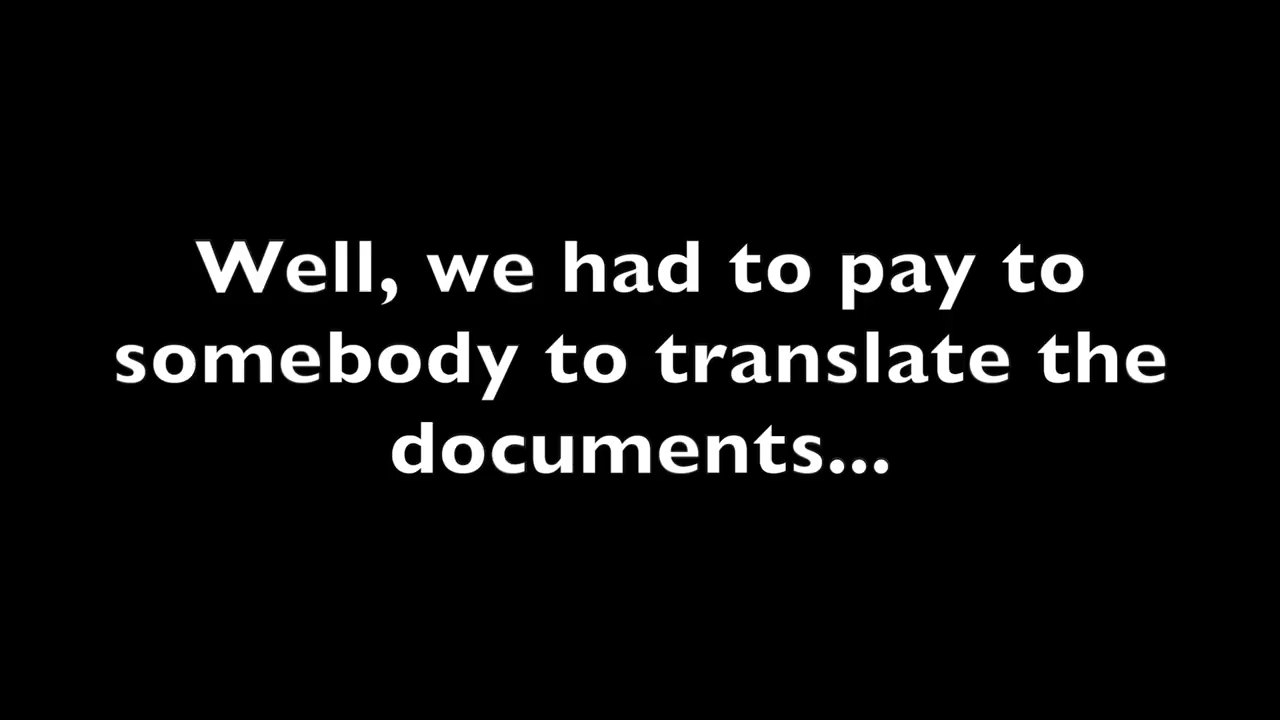 Well, we had to pay to
somebody to translate the
documents...